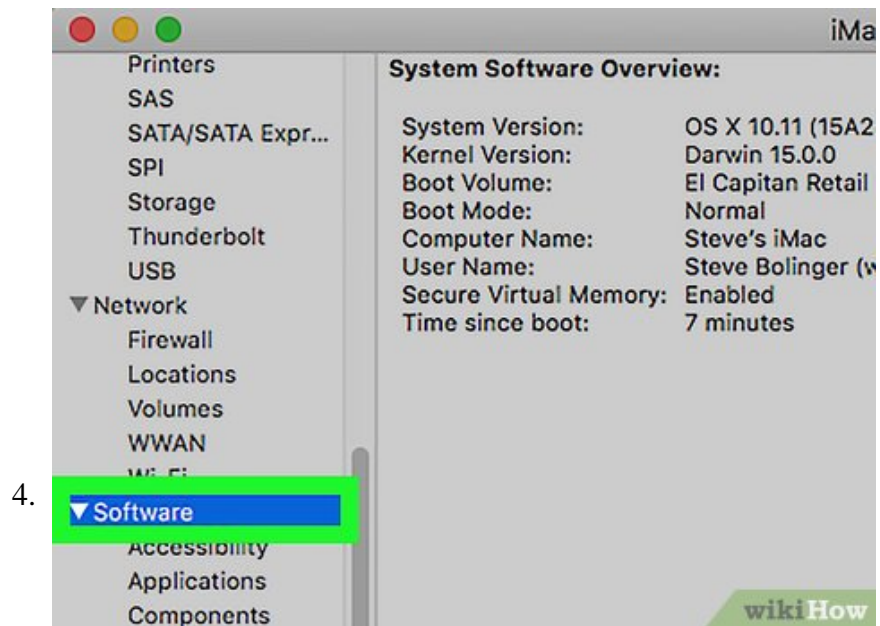 iMa
Printers
SAS
SATA/SATA Expr...
SPI
Storage
Thunderbolt
USB
▼ Network
Firewall
Locations
Volumes
WWAN
Wi-Fi
4.
▼ Software
Accessibility
Applications
Components
System Software Overview:
System Version: OS X 10.11 (15A2
Kernel Version: Darwin 15.0.0
Boot Volume: El Capitan Retail
Boot Mode: Normal
Computer Name: Steve's iMac
User Name: Steve Bolinger (w
Secure Virtual Memory: Enabled
Time since boot: 7 minutes
wikiHow